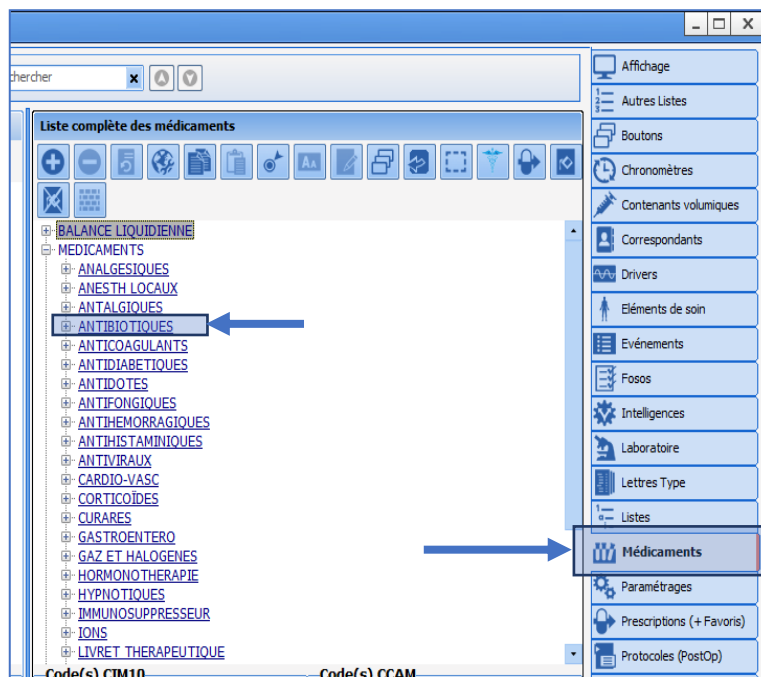 X
hercher
x
Liste complète des médicaments
BALANCE LIQUIDIENNE
MEDICAMENTS
ANALGESIQUES
ANESTH LOCAUX
ANTALGIQUES
ANTIBIOTIQUES
ANTICOAGULANTS
ANTIDIABETIQUES
ANTIDOTES
ANTIFONGIQUES
ANTIHEMORRAGIQUES
ANTIHISTAMINIQUES
ANTIVIRAUX
CARDIO-VASC
CORTICOÏDES
CURARES
GASTROENTERO
GAZ ET HALOGENES
HORMONOTHERAPIE
HYPNOTIQUES
IMMUNOSUPPRESSEUR
IONS
LIVRET THERAPEUTIQUE
Code(s) CIM10
Code(s) CCAM
Affichage
Autres Listes
Boutons
Chronomètres
Contenants volumiques
Correspondants
Drivers
Eléments de soin
Evénements
Fosos
Intelligences
Laboratoire
Lettres Type
Listes
Médicaments
Paramétrages
Prescriptions (+ Favoris)
Protocoles (PostOp)